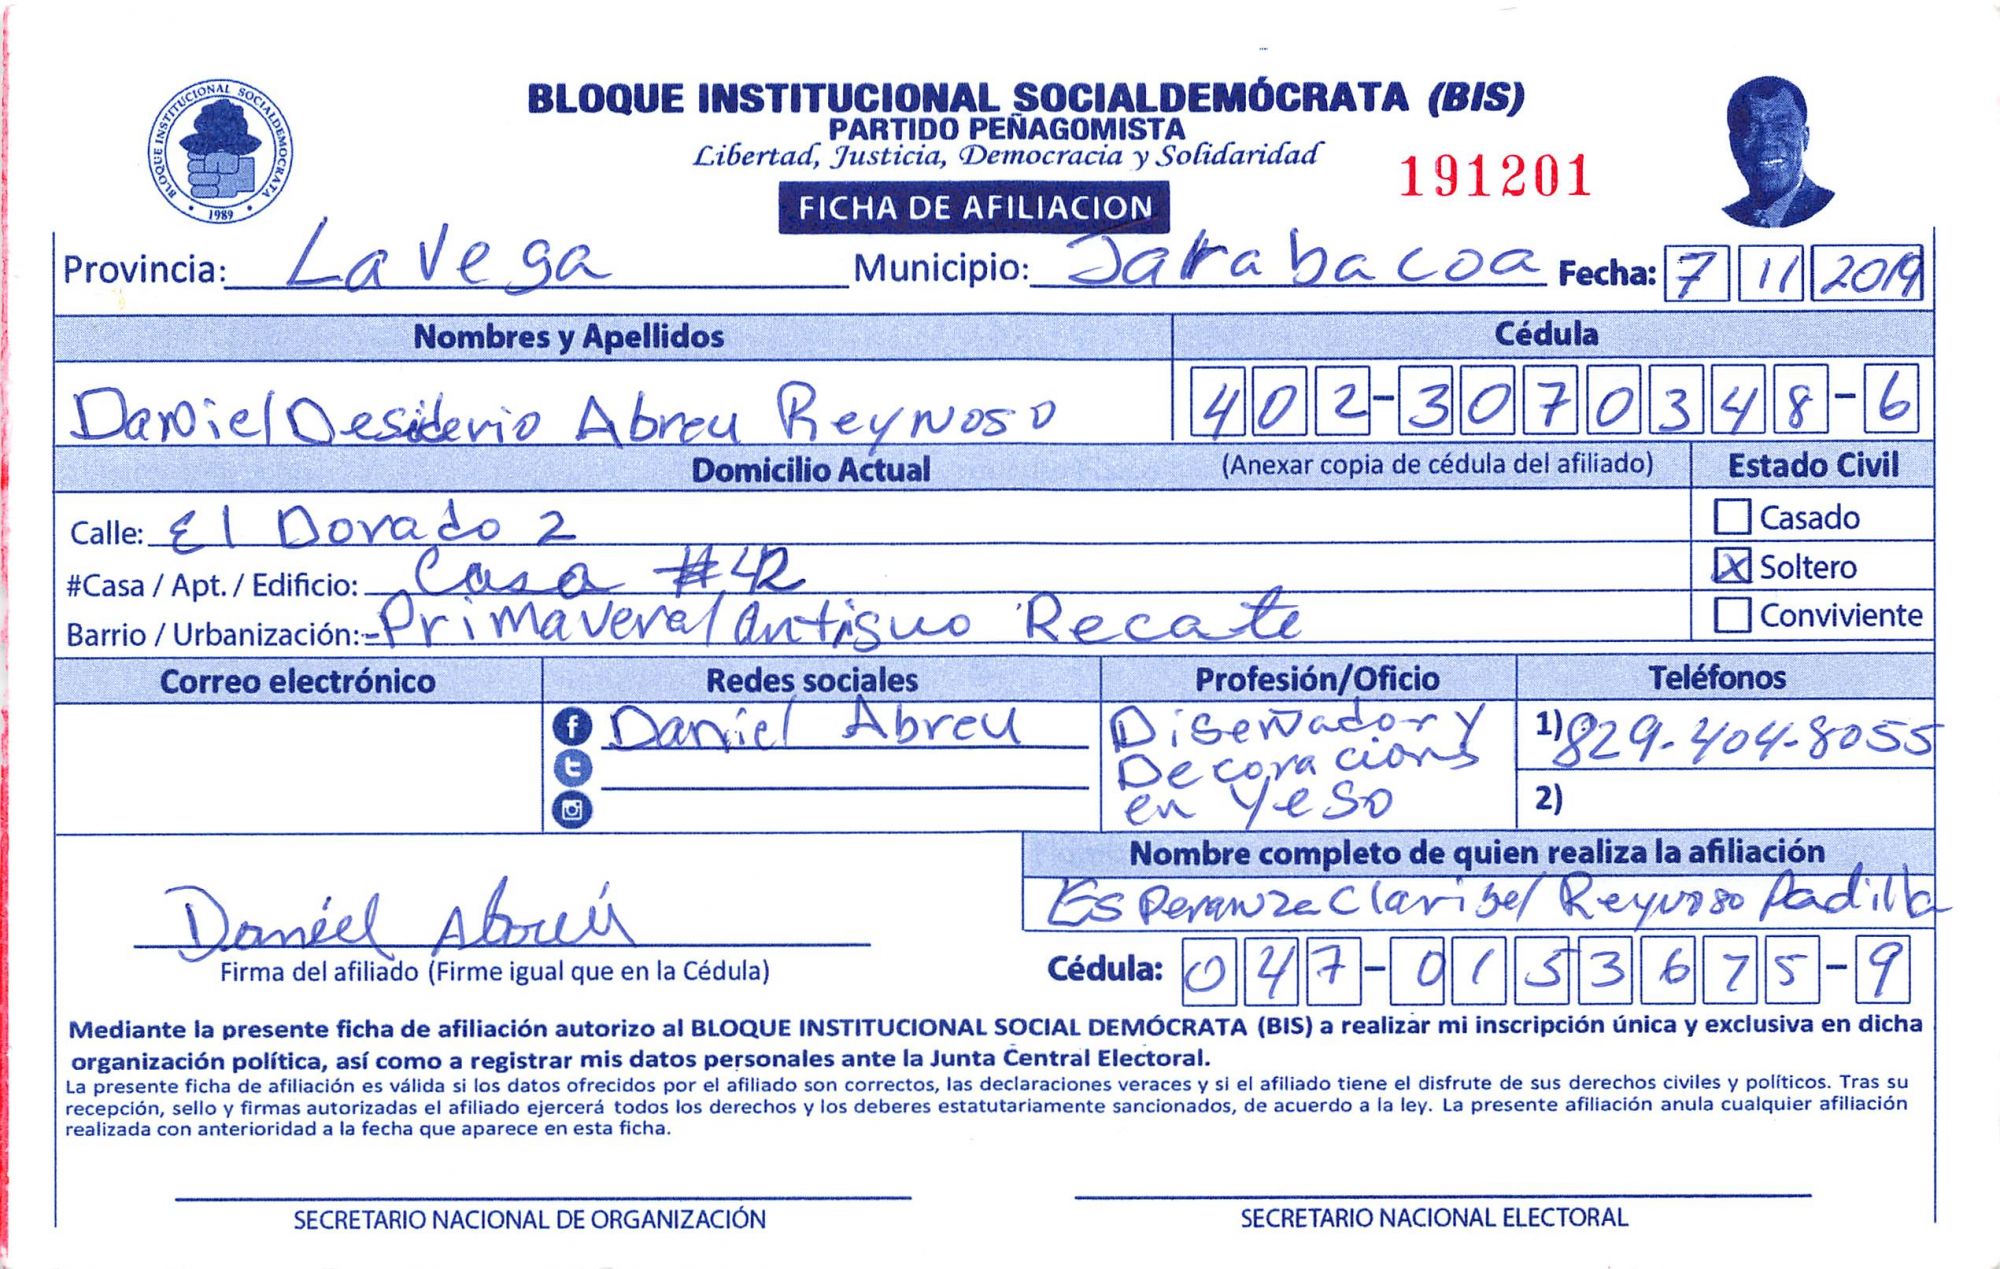 BLOQUE INSTITUCIONAL SOCIALDEMOCRATA
1989
BLOQUE INSTITUCIONAL SOCIALDEMÓCRATA (BIS)
PARTIDO PEÑAGOMISTA
Libertad, Justicia, Democracia y Solidaridad
191201
FICHA DE AFILIACION
Provincia: La Vega Municipio: Jarabacoa Fecha: 7 11 2019
Nombres y Apellidos Cédula
Daniel Desiderio Abreu Reynoso 402-3070348-6
Domicilio Actual (Anexar copia de cédula del afiliado) Estado Civil
Calle: El Dorado 2 Casado
#Casa / Apt. / Edificio: Casa #42 X Soltero
Barrio / Urbanización: Primaveral Antiguo Recate Conviviente
Correo electrónico Redes sociales Profesión/Oficio Teléfonos
Daniel Abreu Diseñador y 1) 829-404-8055
Decoracions
en Yeso 2)
Nombre completo de quien realiza la afiliación
Esperanza Claribel Reynoso Padilla
Daniel Abreu
Firma del afiliado (Firme igual que en la Cédula) Cédula: 047-0153675-9
Mediante la presente ficha de afiliación autorizo al BLOQUE INSTITUCIONAL SOCIAL DEMÓCRATA (BIS) a realizar mi inscripción única y exclusiva en dicha
organización política, así como a registrar mis datos personales ante la Junta Central Electoral.
La presente ficha de afiliación es válida si los datos ofrecidos por el afiliado son correctos, las declaraciones veraces y si el afiliado tiene el disfrute de sus derechos civiles y políticos. Tras su
recepción, sello y firmas autorizadas el afiliado ejercerá todos los derechos y los deberes estatutariamente sancionados, de acuerdo a la ley. La presente afiliación anula cualquier afiliación
realizada con anterioridad a la fecha que aparece en esta ficha.
SECRETARIO NACIONAL DE ORGANIZACIÓN SECRETARIO NACIONAL ELECTORAL